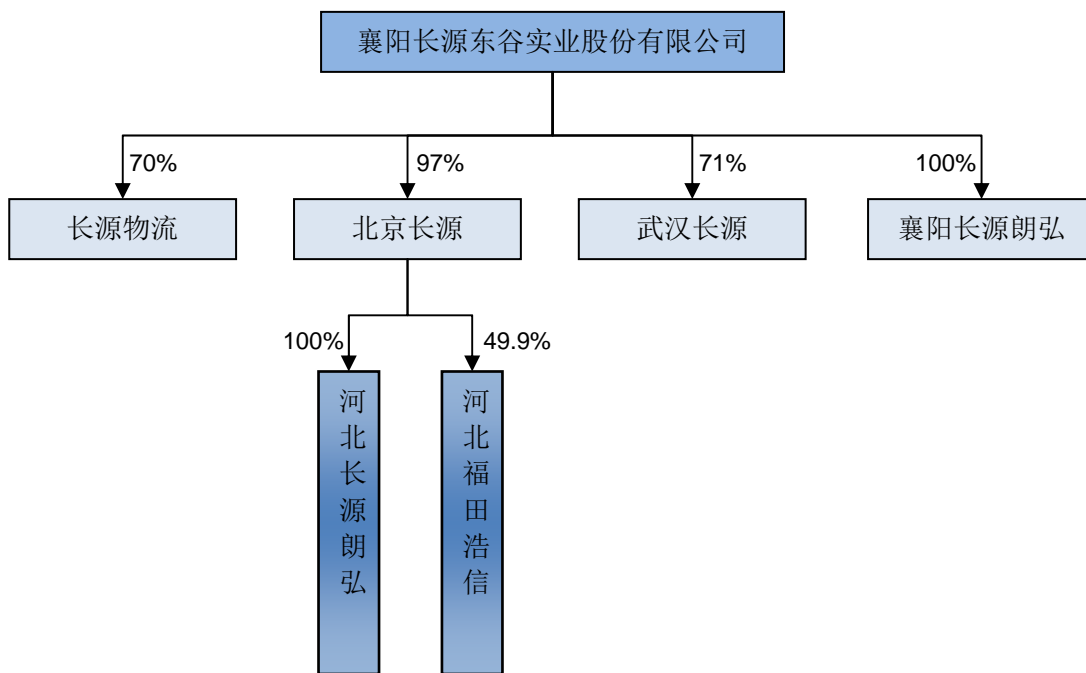 襄阳长源东谷实业股份有限公司
70%
97%
71%
100%
长源物流
北京长源
武汉长源
襄阳长源朗弘
100%
49.9%
河北长源朗弘
河北福田浩信